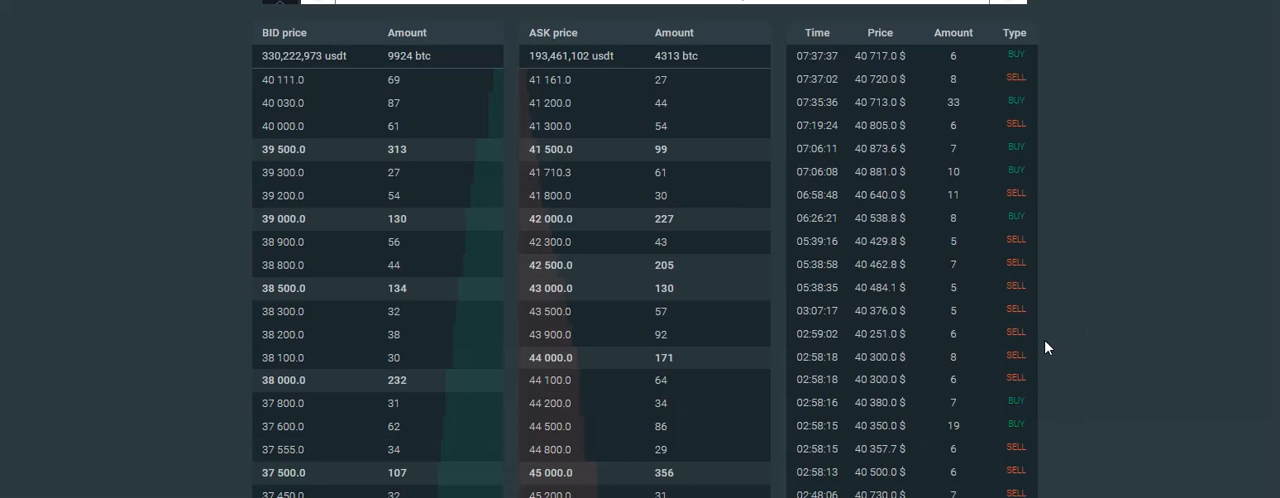 BID price Amount
330,222,973 usdt 9924 btc
40 111.0 69
40 030.0 87
40 000.0 61
39 500.0 313
39 300.0 27
39 200.0 54
39 000.0 130
38 900.0 56
38 800.0 44
38 500.0 134
38 300.0 32
38 200.0 38
38 100.0 30
38 000.0 232
37 800.0 31
37 600.0 62
37 555.0 34
37 500.0 107
37 450.0 32
ASK price Amount
193,461,102 usdt 4313 btc
41 161.0 27
41 200.0 44
41 300.0 54
41 500.0 99
41 710.3 61
41 800.0 30
42 000.0 227
42 300.0 43
42 500.0 205
43 000.0 130
43 500.0 57
43 900.0 92
44 000.0 171
44 100.0 64
44 200.0 34
44 500.0 86
44 800.0 29
45 000.0 356
45 200.0 31
Time Price Amount Type
07:37:37 40 717.0 $ 6 BUY
07:37:02 40 720.0 $ 8 SELL
07:35:36 40 713.0 $ 33 BUY
07:19:24 40 805.0 $ 6 SELL
07:06:11 40 873.6 $ 7 BUY
07:06:08 40 881.0 $ 10 BUY
06:58:48 40 640.0 $ 11 SELL
06:26:21 40 538.8 $ 8 BUY
05:39:16 40 429.8 $ 5 SELL
05:38:58 40 462.8 $ 7 SELL
05:38:35 40 484.1 $ 5 SELL
03:07:17 40 376.0 $ 5 SELL
02:59:02 40 251.0 $ 6 SELL
02:58:18 40 300.0 $ 8 SELL
02:58:18 40 300.0 $ 6 SELL
02:58:16 40 380.0 $ 7 BUY
02:58:15 40 350.0 $ 19 BUY
02:58:15 40 357.7 $ 6 SELL
02:58:13 40 500.0 $ 6 SELL
02:48:06 40 730.0 $ 7 SELL